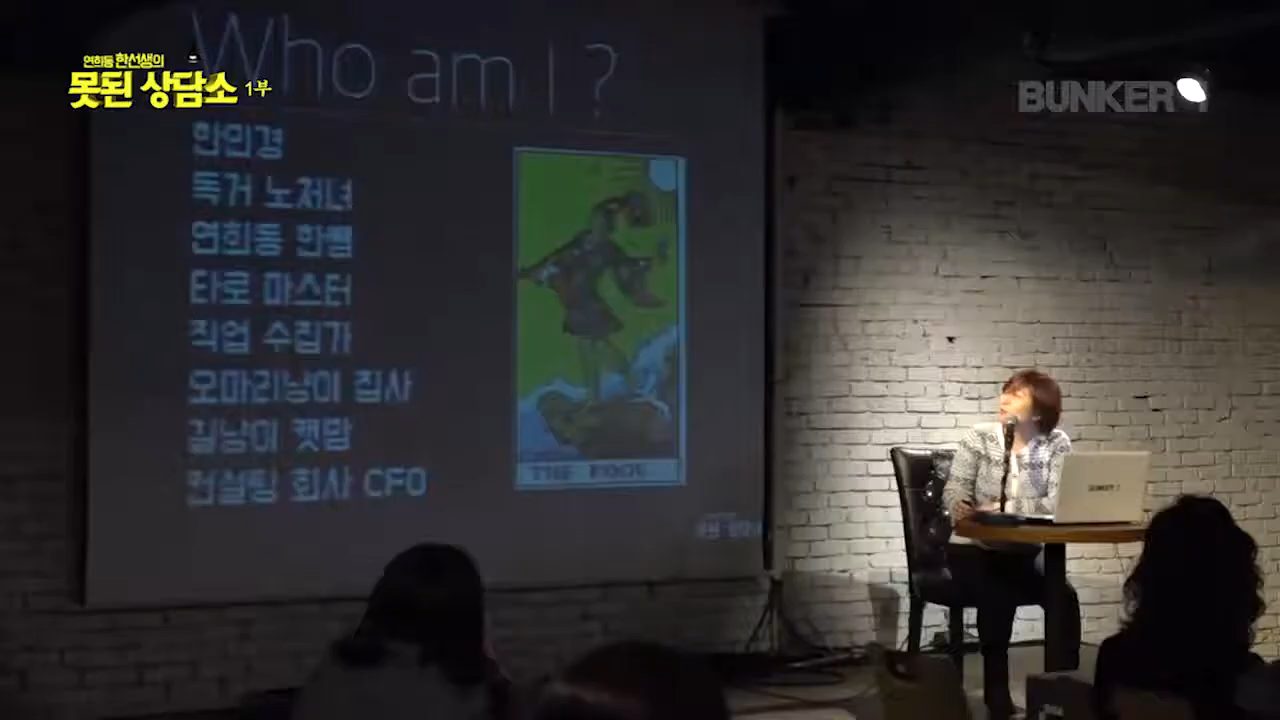 연희동 한선생의
못된 상담소 1부
BUNKER 1
Who am I ?
한민경
독거 노처녀
연희동 한쌤
타로 마스터
직업 수집가
오마리냥이 집사
길냥이 캣맘
컨설팅 회사 CFO
THE FOOL
BUNKER 1